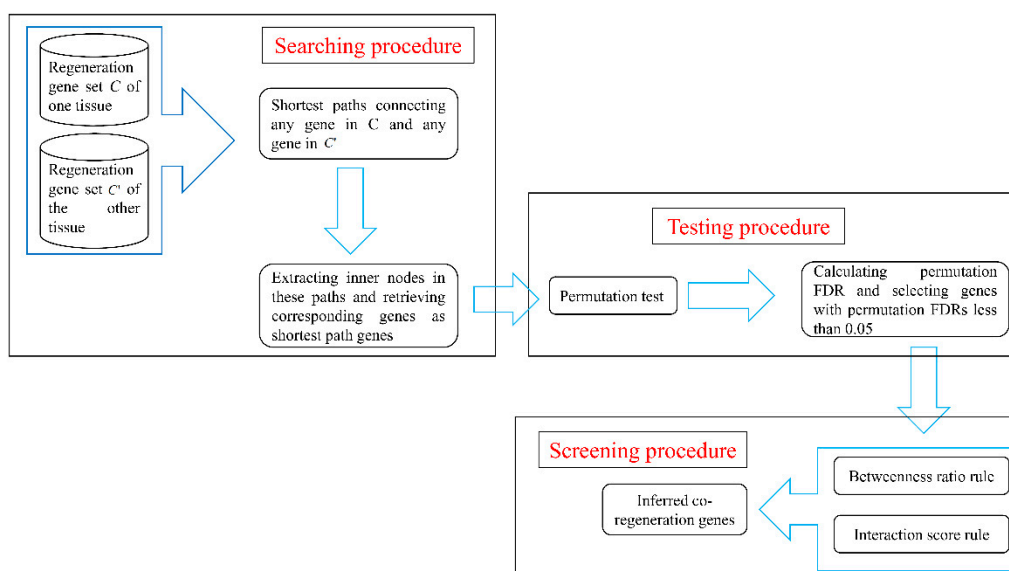 Searching procedure
Regeneration
gene set C of
one tissue
Regeneration
gene set C' of
the other
tissue
Shortest paths connecting
any gene in C and any
gene in C'
Extracting inner nodes in
these paths and retrieving
corresponding genes as
shortest path genes
Testing procedure
Permutation test
Calculating permutation
FDR and selecting genes
with permutation FDRs less
than 0.05
Screening procedure
Betweenness ratio rule
Interaction score rule
Inferred co-
regeneration genes